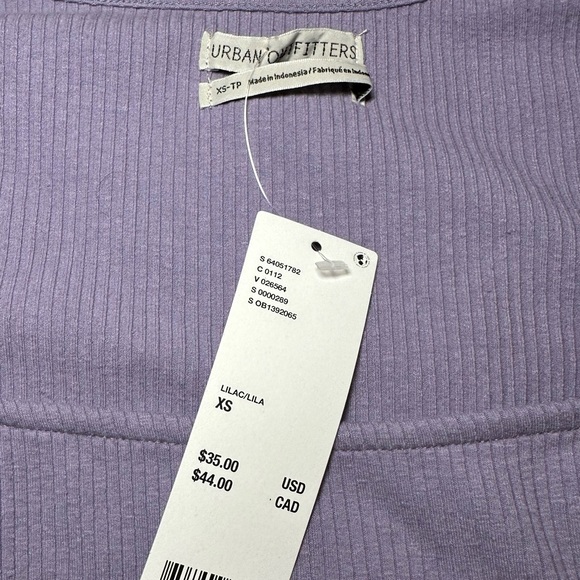 URBAN OUTFITTERS
XS-TP Made in Indonesia / Fabriqué en
S 64051782
C 0112
V 026564
S 0000289
S OB1392065
LILAC/LILA
XS
$35.00 USD
$44.00 CAD